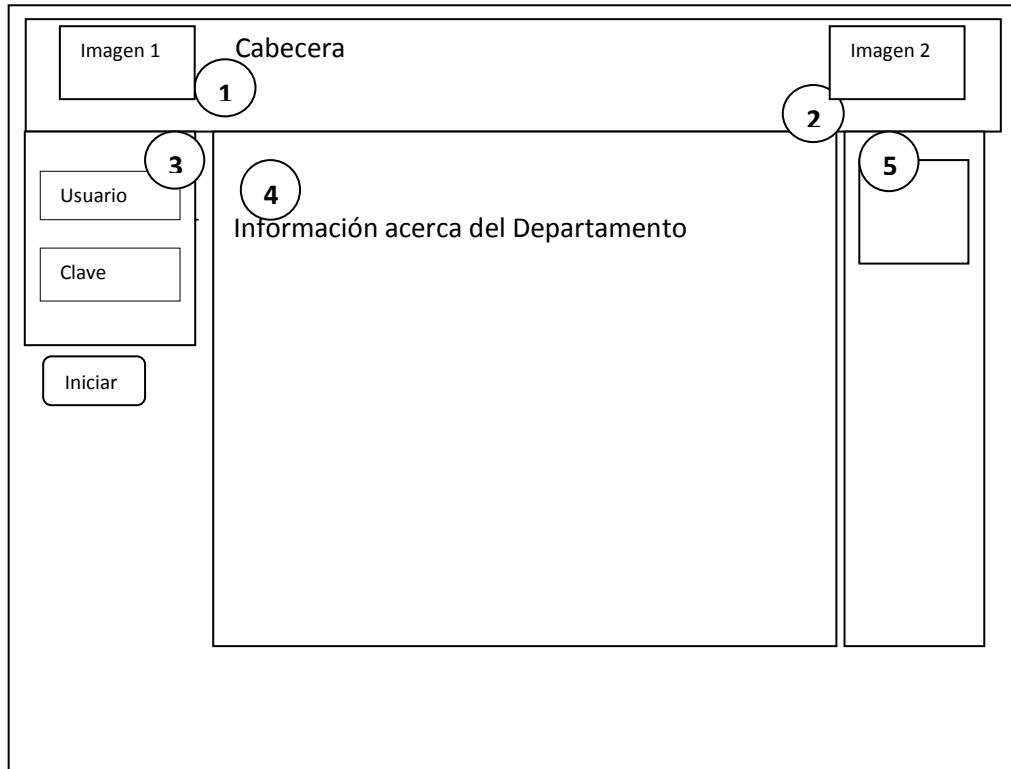 Imagen 1
Cabecera
Imagen 2
1
2
3
4
5
Usuario
Información acerca del Departamento
Clave
Iniciar